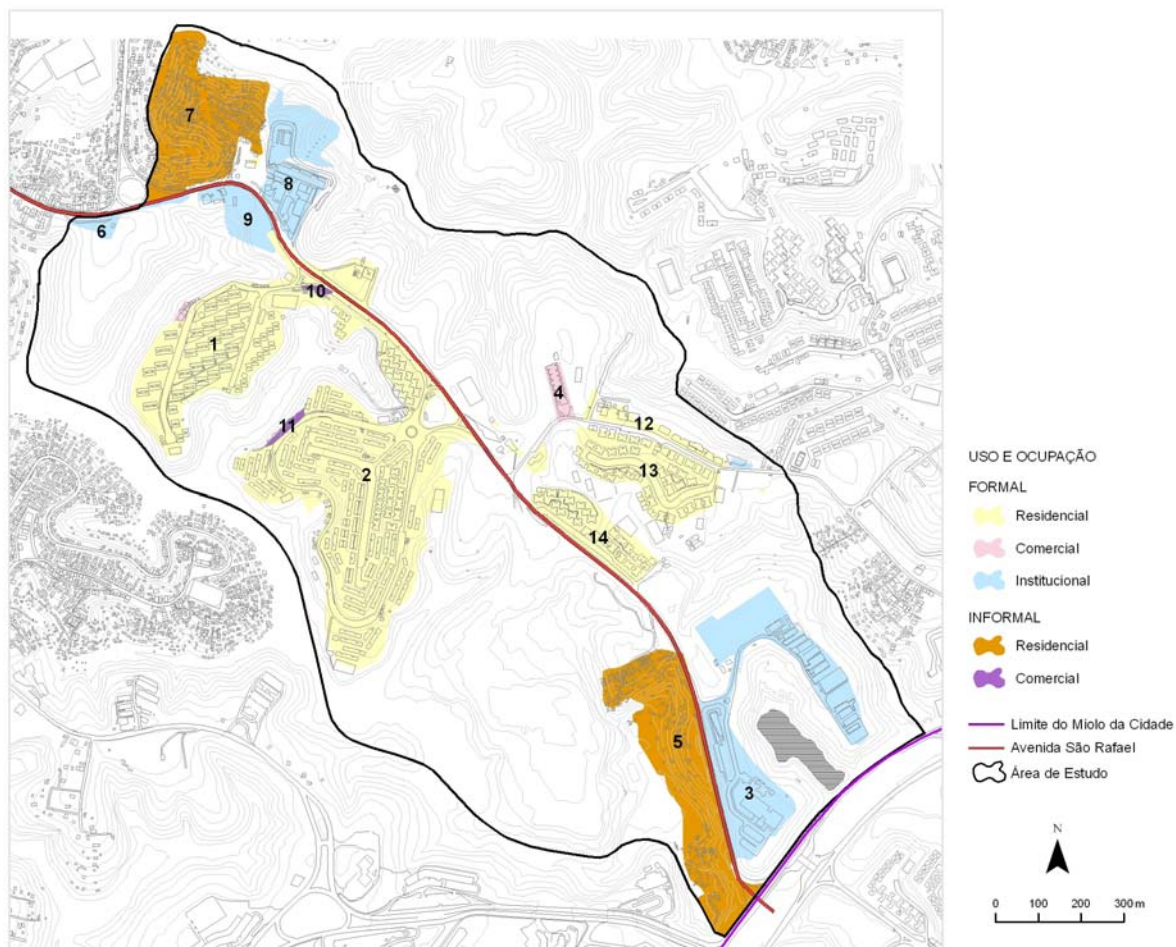 7
8
9
6
10
1
4
11
12
2
13
14
5
3
USO E OCUPAÇÃO
FORMAL
Residencial
Comercial
Institucional
INFORMAL
Residencial
Comercial
Limite do Miolo da Cidade
Avenida São Rafael
Área de Estudo
N
0 100 200 300 m